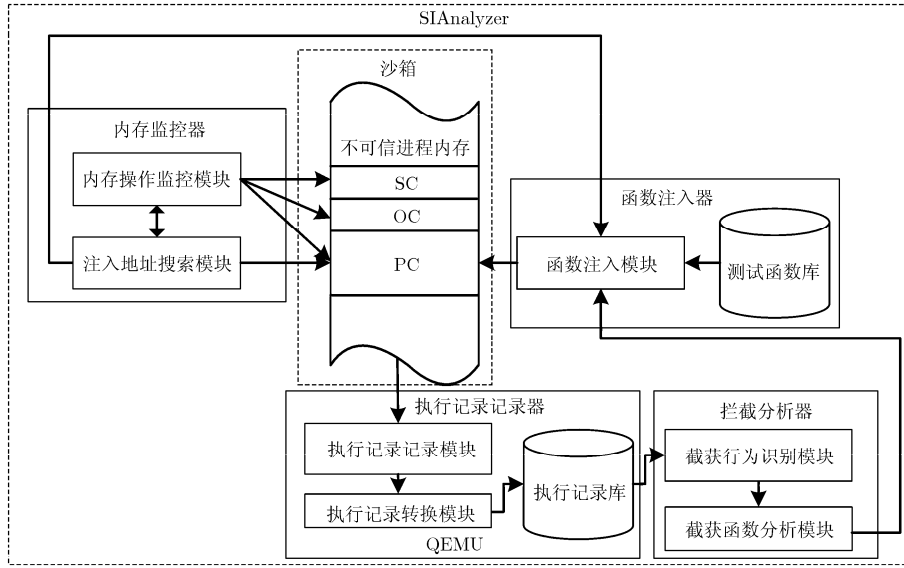 SIAnalyzer
沙箱
内存监控器
不可信进程内存
内存操作监控模块
SC
函数注入器
OC
注入地址搜索模块
PC
函数注入模块
测试函数库
执行记录记录器
拦截分析器
执行记录记录模块
截获行为识别模块
执行记录库
执行记录转换模块
截获函数分析模块
QEMU